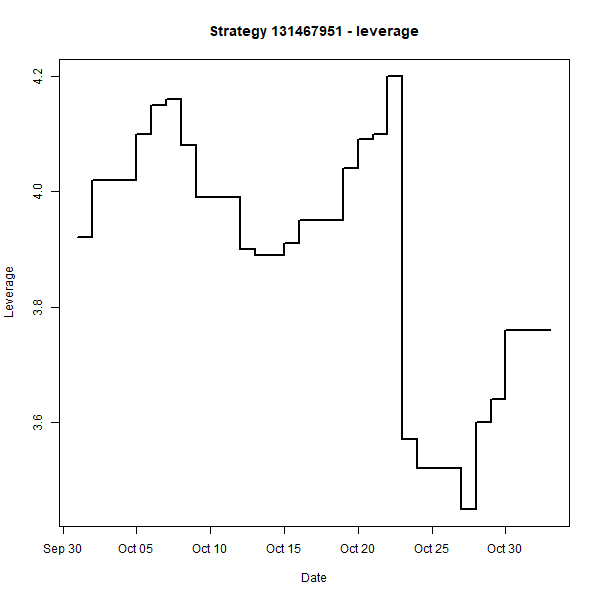 Strategy 131467951 - leverage
4.2
4.0
3.8
3.6
Leverage
Sep 30 Oct 05 Oct 10 Oct 15 Oct 20 Oct 25 Oct 30
Date